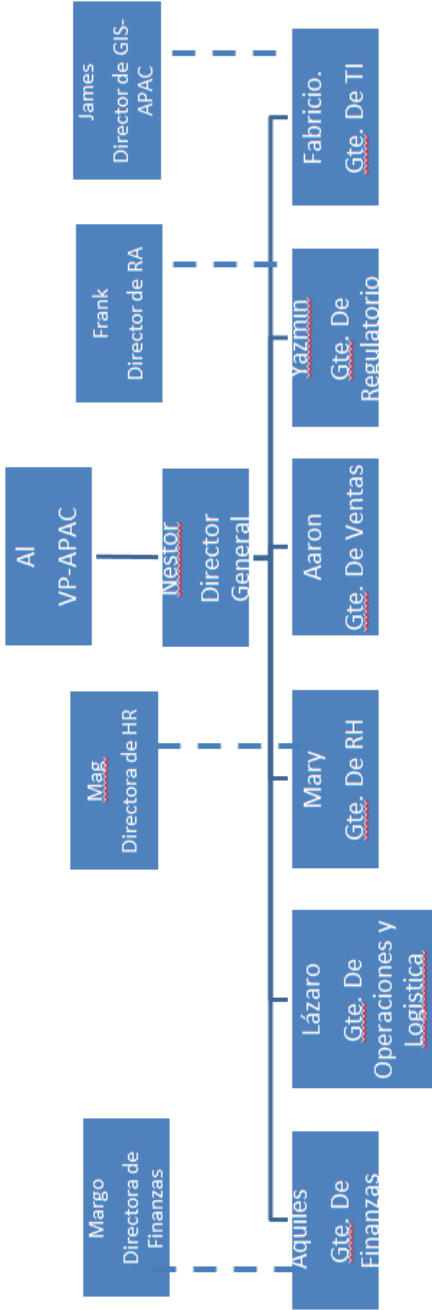 Al
VP-APAC
Margo
Directora de
Finanzas
Mag
Directora de HR
Frank
Director de RA
James
Director de GIS-
APAC
Nestor
Director
General
Aquiles
Gte. De
Finanzas
Lázaro
Gte. De
Operaciones y
Logistica
Mary
Gte. De RH
Aaron
Gte. De Ventas
Yazmin
Gte. De
Regulatorio
Fabricio.
Gte. De TI